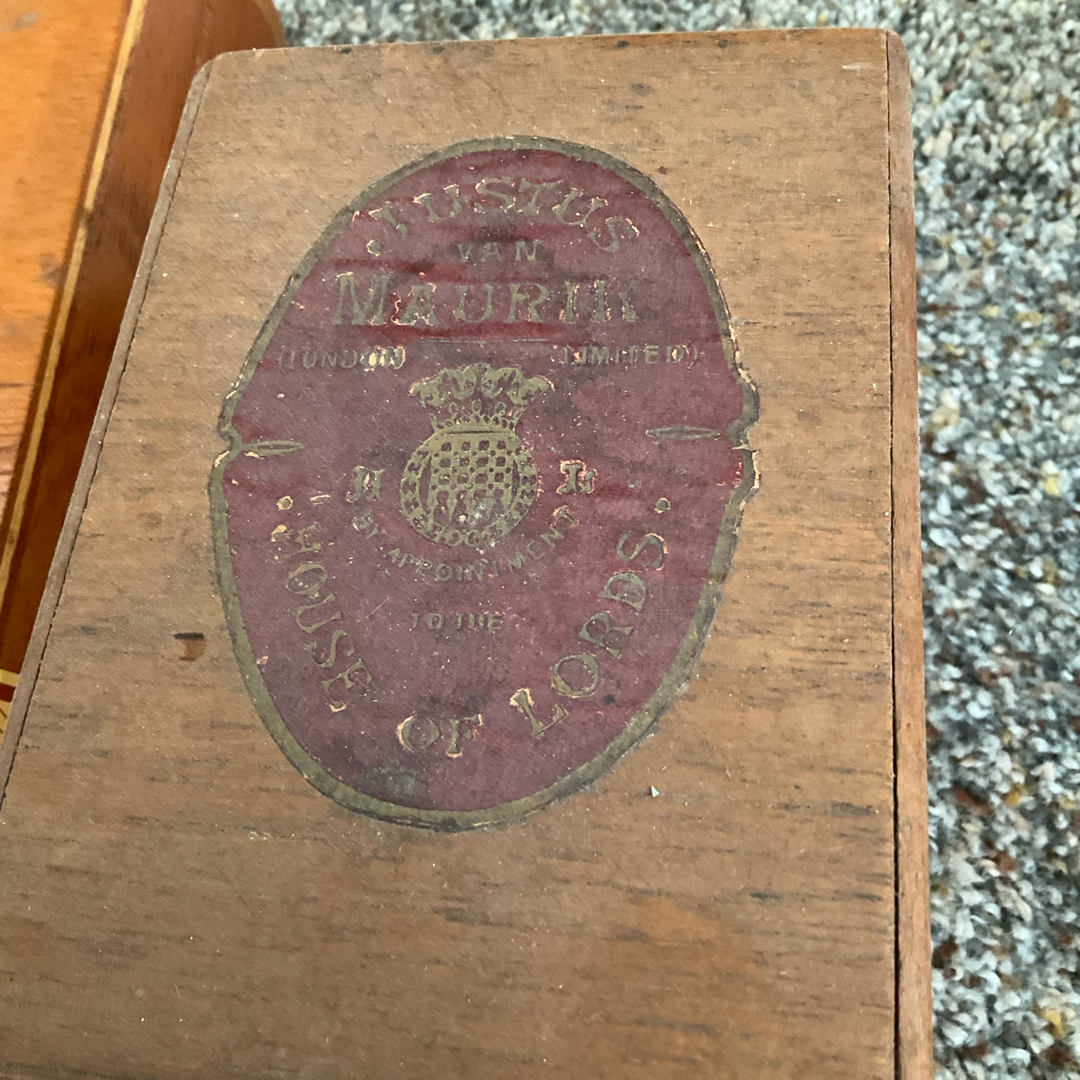 JUSTUS
VAN
MAURIK
(LONDON LIMITED)
H L
BY APPOINTMENT
TO THE
HOUSE OF LORDS